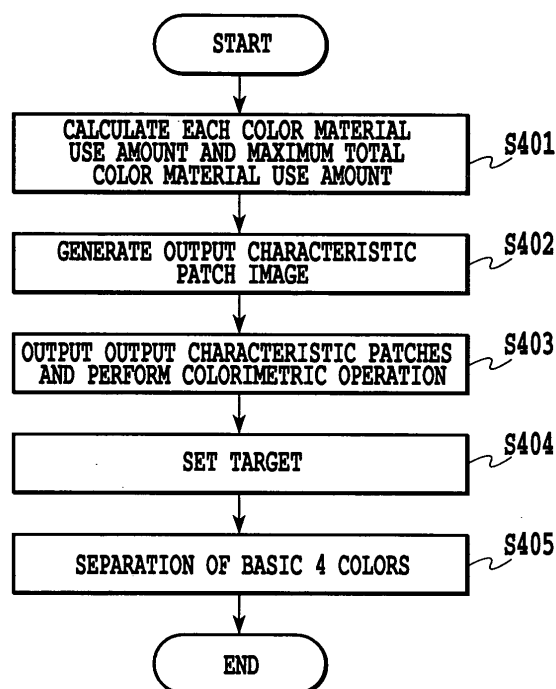 START
CALCULATE EACH COLOR MATERIAL
USE AMOUNT AND MAXIMUM TOTAL
COLOR MATERIAL USE AMOUNT
S401
GENERATE OUTPUT CHARACTERISTIC
PATCH IMAGE
S402
OUTPUT OUTPUT CHARACTERISTIC PATCHES
AND PERFORM COLORIMETRIC OPERATION
S403
SET TARGET
S404
SEPARATION OF BASIC 4 COLORS
S405
END